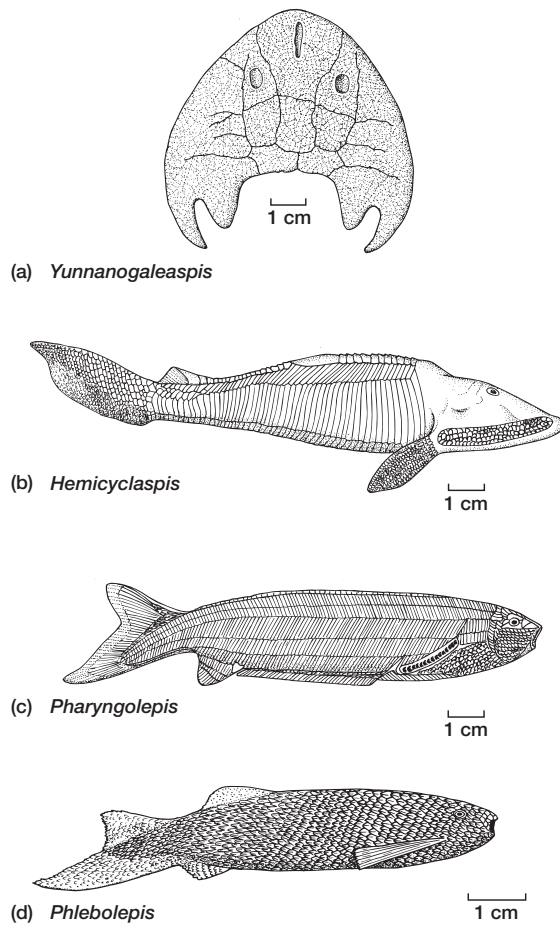 1 cm
(a) Yunnanogaleaspis
(b) Hemicyclaspis
1 cm
(c) Pharyngolepis
1 cm
(d) Phlebolepis
1 cm